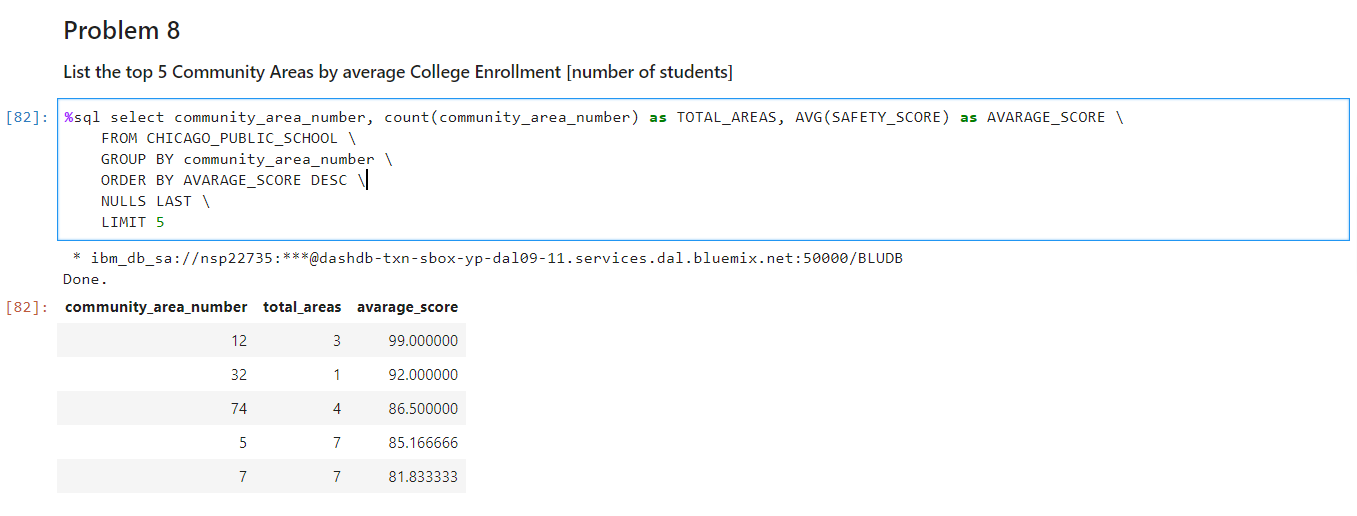 Problem 8
List the top 5 Community Areas by average College Enrollment [number of students]
[82]: %sql select community_area_number, count(community_area_number) as TOTAL_AREAS, AVG(SAFETY_SCORE) as AVARAGE_SCORE \
FROM CHICAGO_PUBLIC_SCHOOL \
GROUP BY community_area_number \
ORDER BY AVARAGE_SCORE DESC \
NULLS LAST \
LIMIT 5
* ibm_db_sa://nsp22735:***@dashdb-txn-sbox-yp-dal09-11.services.dal.bluemix.net:50000/BLUDB
Done.
[82]: community_area_number total_areas avarage_score
12 3 99.000000
32 1 92.000000
74 4 86.500000
5 7 85.166666
7 7 81.833333